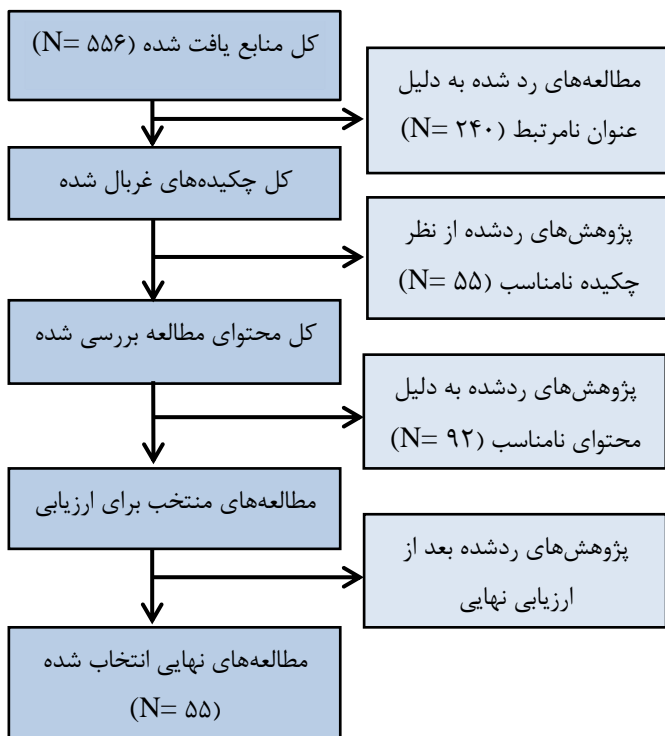 کل منابع یافت شده (N= ۵۵۶)
مطالعه‌های رد شده به دلیل
عنوان نامرتبط (N= ۲۴۰)
کل چکیده‌های غربال شده
پژوهش‌های ردشده از نظر
چکیده نامناسب (N= ۵۵)
کل محتوای مطالعه بررسی شده
پژوهش‌های ردشده به دلیل
محتوای نامناسب (N= ۹۲)
مطالعه‌های منتخب برای ارزیابی
پژوهش‌های ردشده بعد از
ارزیابی نهایی
مطالعه‌های نهایی انتخاب شده
(N= ۵۵)